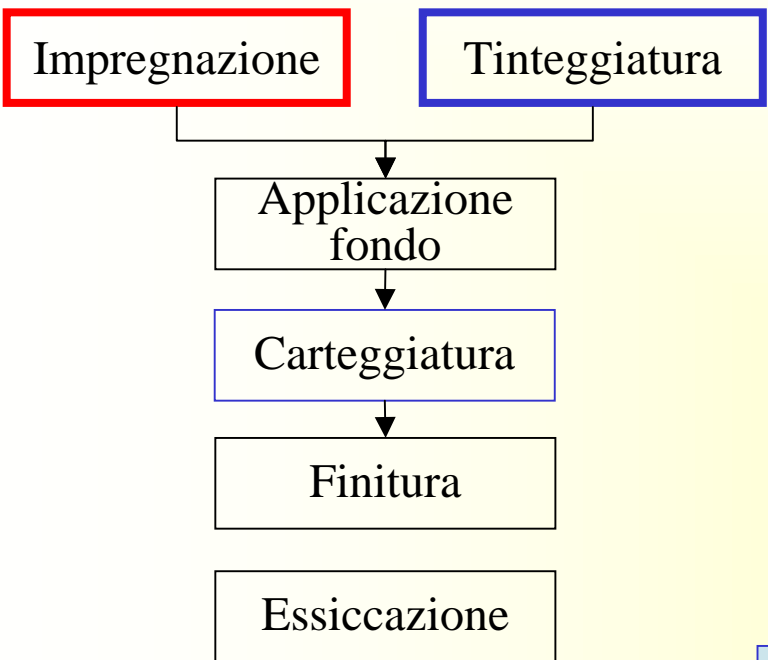 Impregnazione
Tinteggiatura
Applicazione
fondo
Carteggiatura
Finitura
Essiccazione